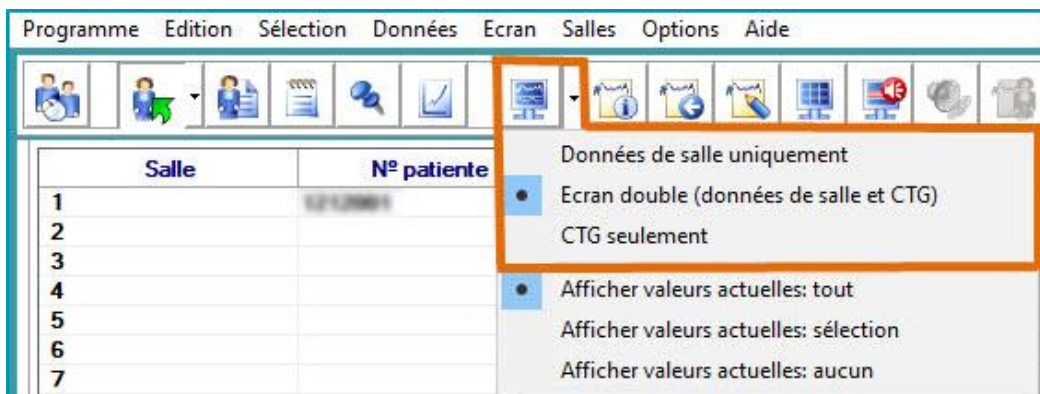 Programme Edition Sélection Données Ecran Salles Options Aide
Salle Nº patiente
1
2
3
4
5
6
7
Données de salle uniquement
Ecran double (données de salle et CTG)
CTG seulement
Afficher valeurs actuelles: tout
Afficher valeurs actuelles: sélection
Afficher valeurs actuelles: aucun